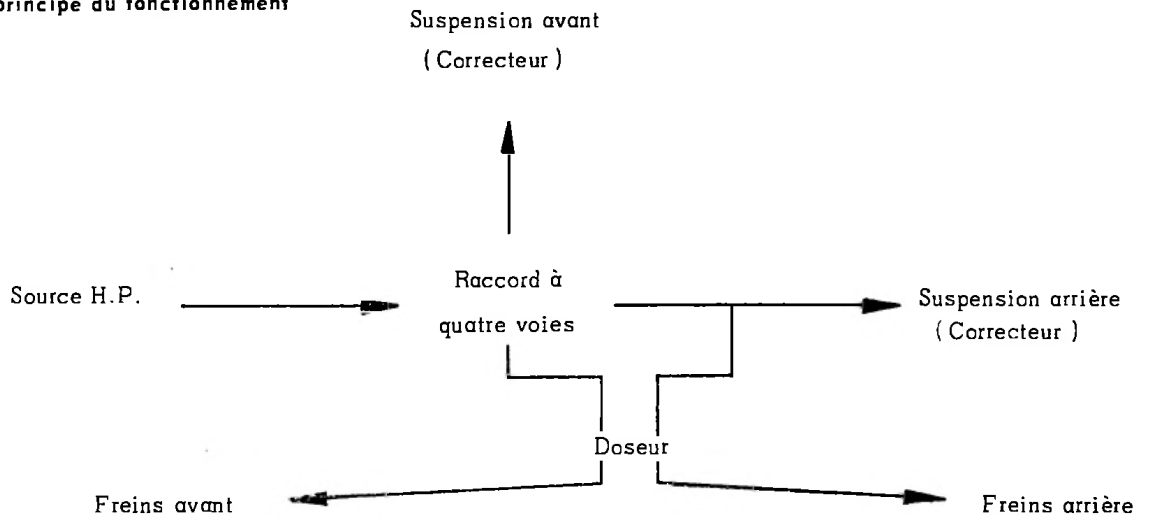 principe du fonctionnement
Suspension avant
( Correcteur )
Source H.P.
Raccord à
quatre voies
Suspension arrière
( Correcteur )
Doseur
Freins avant
Freins arrière